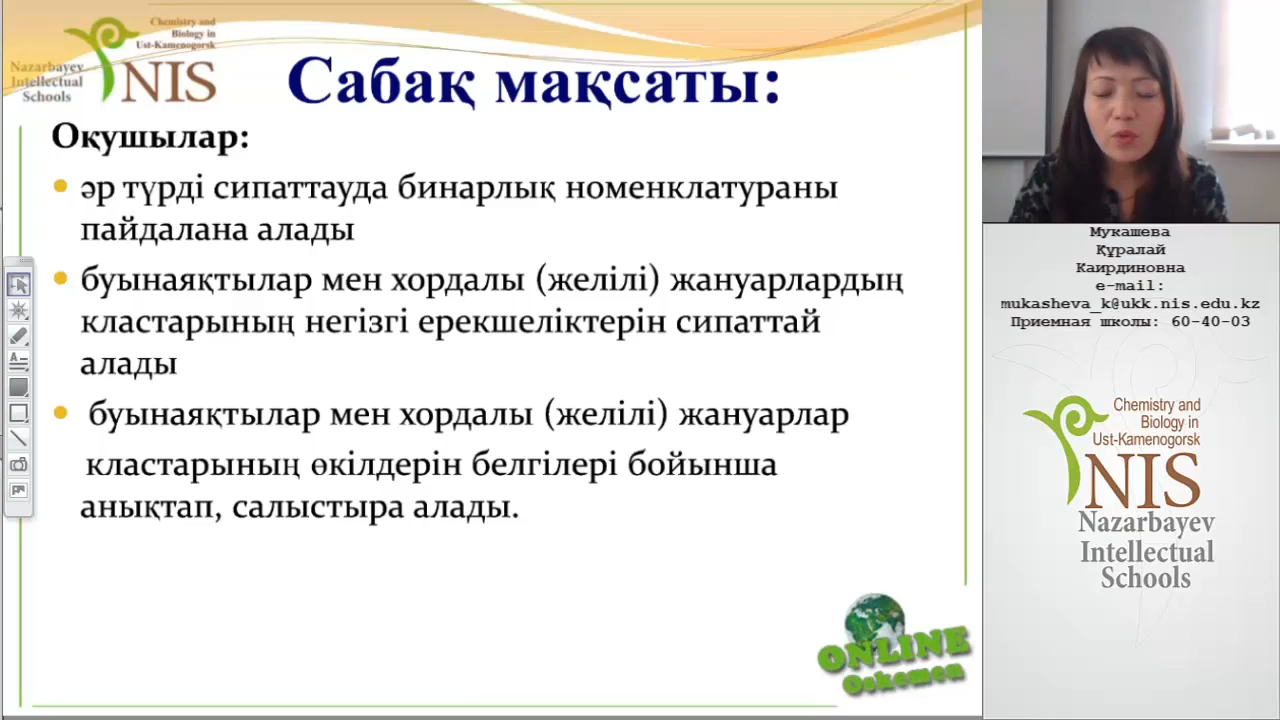 Chemistry and
Biology in
Ust-Kamenogorsk
Nazarbayev
Intellectual
Schools
NIS
Сабақ мақсаты:
Оқушылар:
әр түрді сипаттауда бинарлық номенклатураны
пайдалана алады
буынаяқтылар мен хордалы (желілі) жануарлардың
кластарының негізгі ерекшеліктерін сипаттай
алады
буынаяқтылар мен хордалы (желілі) жануарлар
кластарының өкілдерін белгілері бойынша
анықтап, салыстыра алады.
ONLINE
Oskemen
Мукашева
Құралай
Каирдиновна
e-mail:
mukasheva_k@ukk.nis.edu.kz
Приемная школы: 60-40-03
Chemistry and
Biology in
Ust-Kamenogorsk
NIS
Nazarbayev
Intellectual
Schools